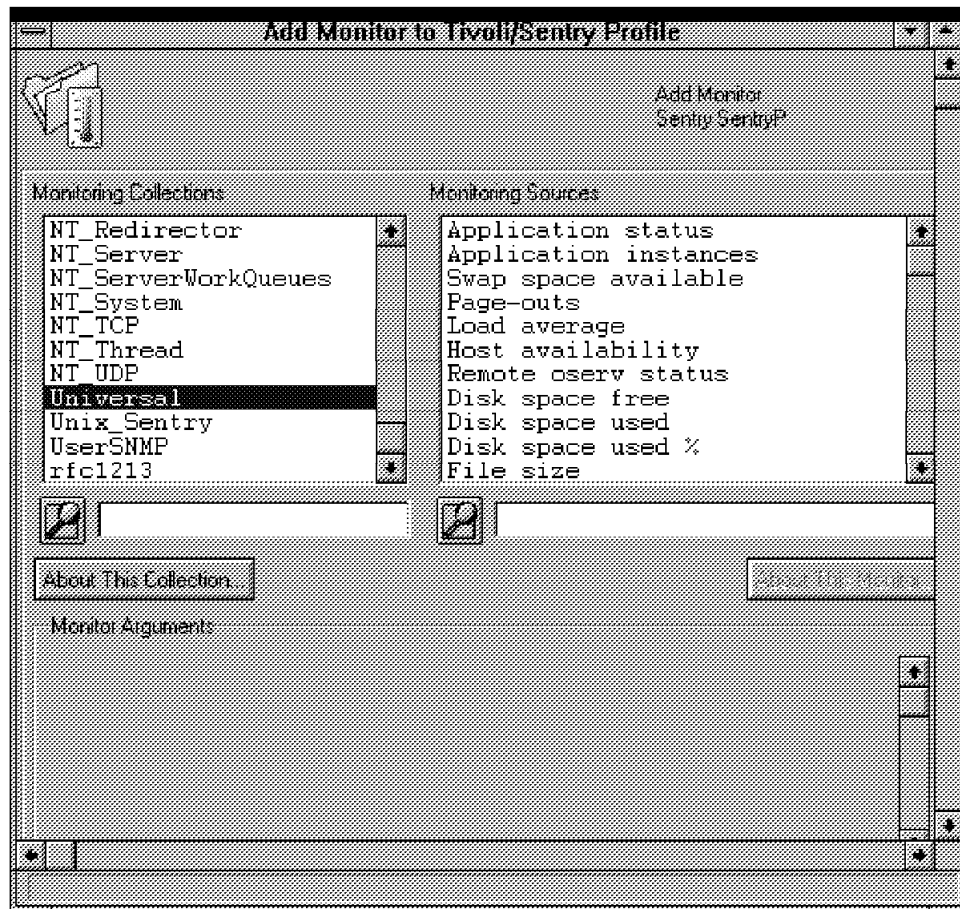 Add Monitor to Tivoli/Sentry Profile
Add Monitor
Sentry SentryP
Monitoring Collections
NT_Redirector
NT_Server
NT_ServerWorkQueues
NT_System
NT_TCP
NT_Thread
NT_UDP
Universal
Unix_Sentry
UserSNMP
rfc1213
Monitoring Sources
Application status
Application instances
Swap space available
Page-outs
Load average
Host availability
Remote oserv status
Disk space free
Disk space used
Disk space used %
File size
About This Collection...
About This Monitor
Monitor Arguments